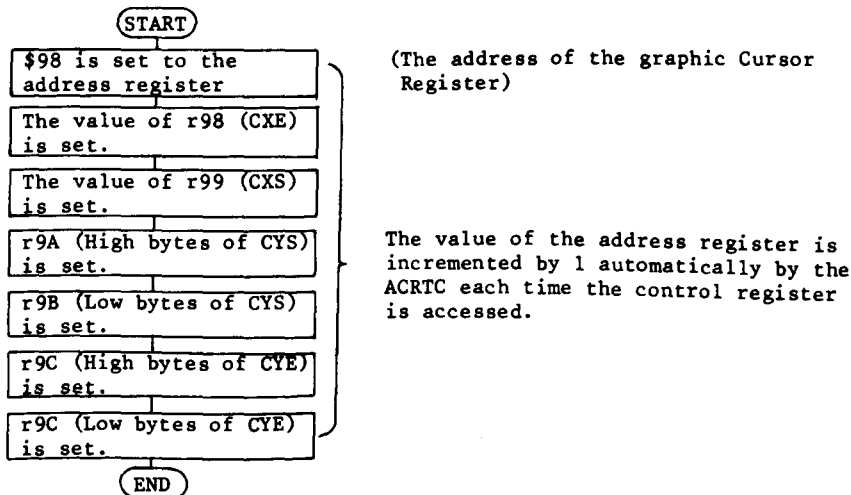 START
$98 is set to the
address register
(The address of the graphic Cursor
Register)
The value of r98 (CXE)
is set.
The value of r99 (CXS)
is set.
r9A (High bytes of CYS)
is set.
The value of the address register is
incremented by 1 automatically by the
ACRTC each time the control register
is accessed.
r9B (Low bytes of CYS)
is set.
r9C (High bytes of CYE)
is set.
r9C (Low bytes of CYE)
is set.
END